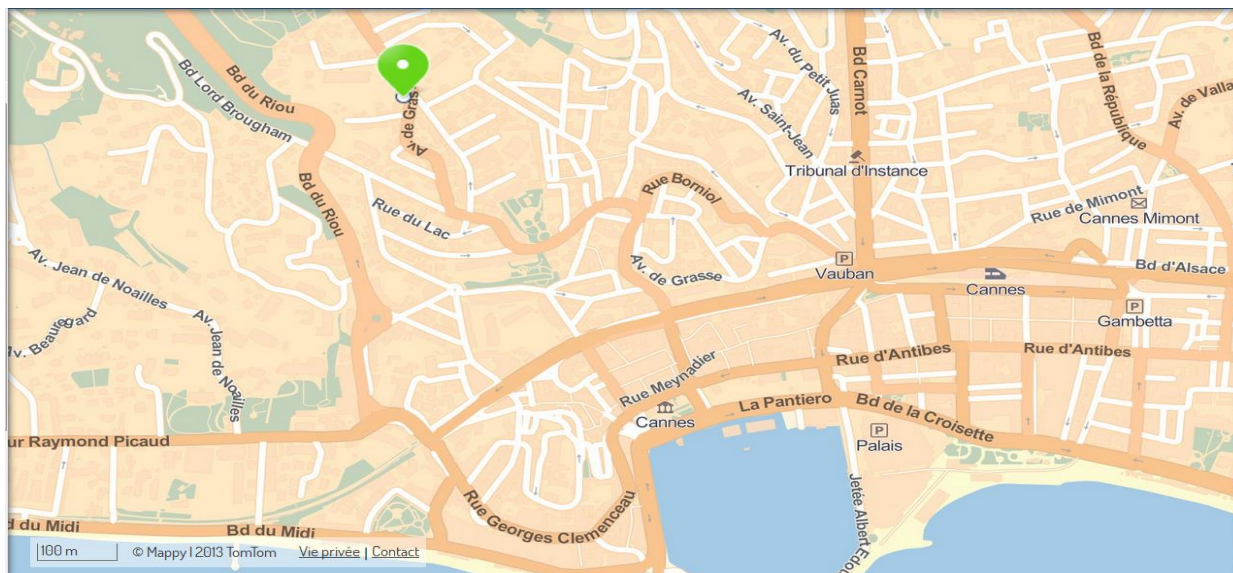 Bd du Riou
Bd Lord Brougham
Av. de Gras
Bd du Riou
Rue du Lac
Av. du Petit Juas
Bd Carnot
Av. Saint-Jean
Bd de la République
Av. de Valla
Tribunal d'Instance
Rue Borniol
Rue de Mimont
Cannes Mimont
Av. Jean de Noailles
Av. de Grasse
Vauban
Bd d'Alsace
Cannes
Gambetta
Av. Beauregard
Av. Jean de Noailles
Rue Meynadier
Rue d'Antibes
Rue d'Antibes
La Pantiero
Bd de la Croisette
Cannes
Palais
ur Raymond Picaud
Rue Georges Clemenceau
Jetée Albert Edou
d du Midi
Bd du Midi
100 m
© Mappy | 2013 TomTom Vie privée | Contact